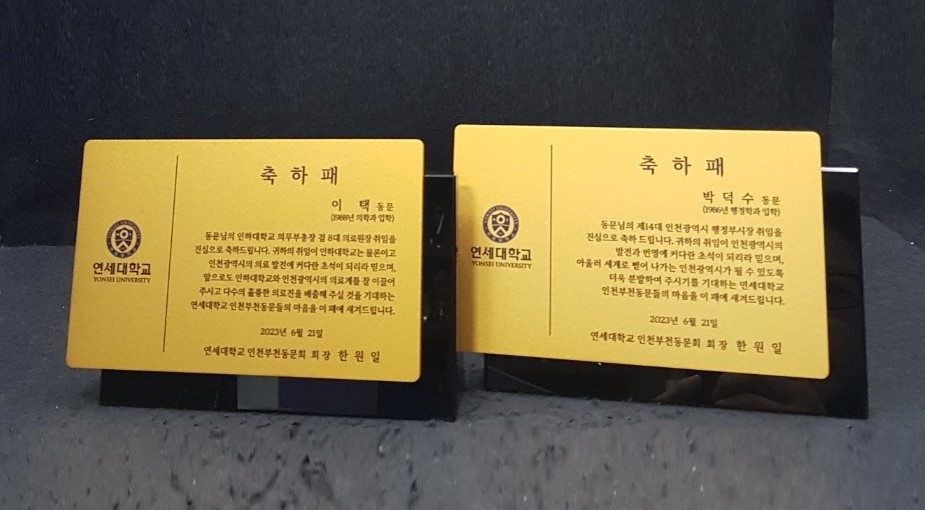 연세대학교
YONSEI UNIVERSITY
축 하 패
이 택 동문
(1988년 의학과 입학)
동문님의 인하대학교 의무부총장 겸 8대 의료원장 취임을
진심으로 축하드립니다. 귀하의 취임이 인하대학교는 물론이고
인천광역시의 의료 발전에 커다란 초석이 되리라 믿으며,
앞으로도 인하대학교와 인천광역시의 의료계를 잘 이끌어
주시고 다수의 훌륭한 의료진을 배출해 주실 것을 기대하는
연세대학교 인천부천동문들의 마음을 이 패에 새겨드립니다.
2023년 6월 21일
연세대학교 인천부천동문회 회장 한 원 일
연세대학교
YONSEI UNIVERSITY
축 하 패
박 덕 수 동문
(1986년 행정학과 입학)
동문님의 제14대 인천광역시 행정부시장 취임을
진심으로 축하 드립니다. 귀하의 취임이 인천광역시의
발전과 번영에 커다란 초석이 되리라 믿으며,
아울러 세계로 뻗어 나가는 인천광역시가 될 수 있도록
더욱 분발하여 주시기를 기대하는 연세대학교
인천부천동문들의 마음을 이 패에 새겨드립니다.
2023년 6월 21일
연세대학교 인천부천동문회 회장 한 원 일